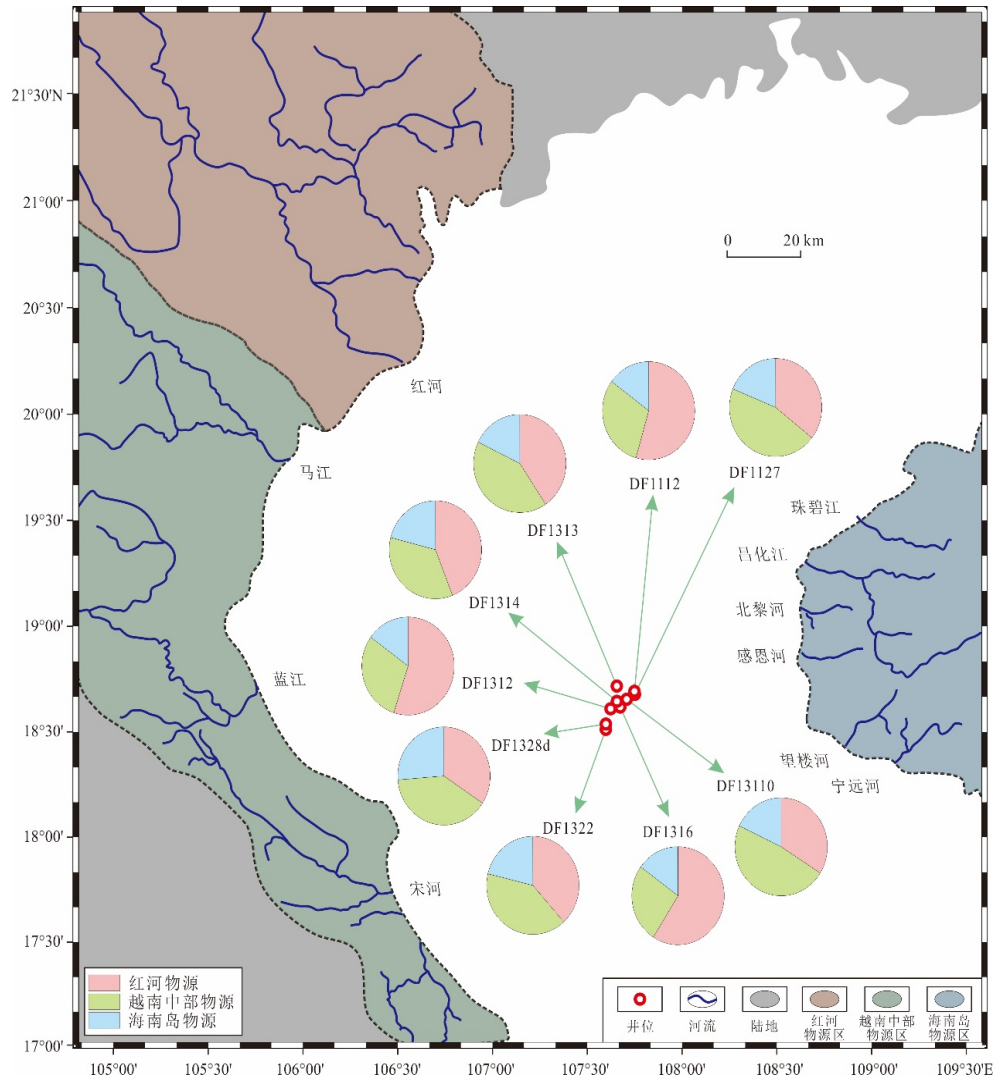 21°30'N
21°00'
20°30'
20°00'
19°30'
19°00'
18°30'
18°00'
17°30'
17°00'
0 20 km
红河
马江
蓝江
宋河
DF1112
DF1127
DF1313
DF1314
DF1312
DF1328d
DF1322
DF1316
DF13110
珠碧江
昌化江
北黎河
感恩河
望楼河
宁远河
红河物源
越南中部物源
海南岛物源
井位
河流
陆地
红河
物源区
越南中部
物源区
海南岛
物源区
105°00'
105°30'
106°00'
106°30'
107°00'
107°30'
108°00'
108°30'
109°00'
109°30'E